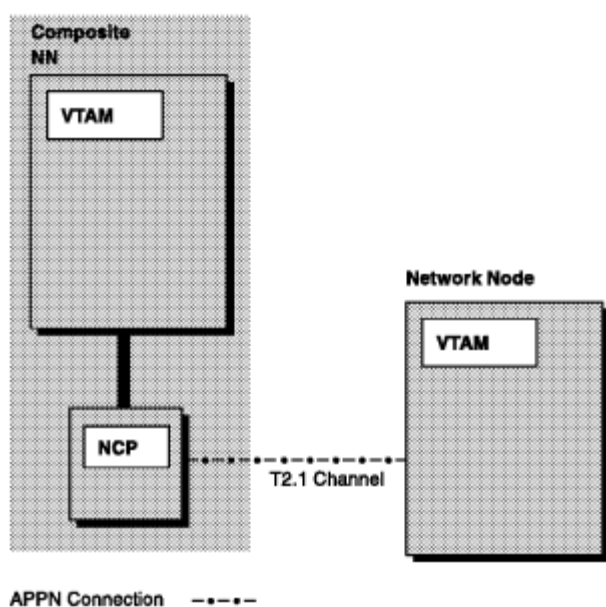 Composite
NN
VTAM
Network Node
VTAM
NCP
T2.1 Channel
APPN Connection